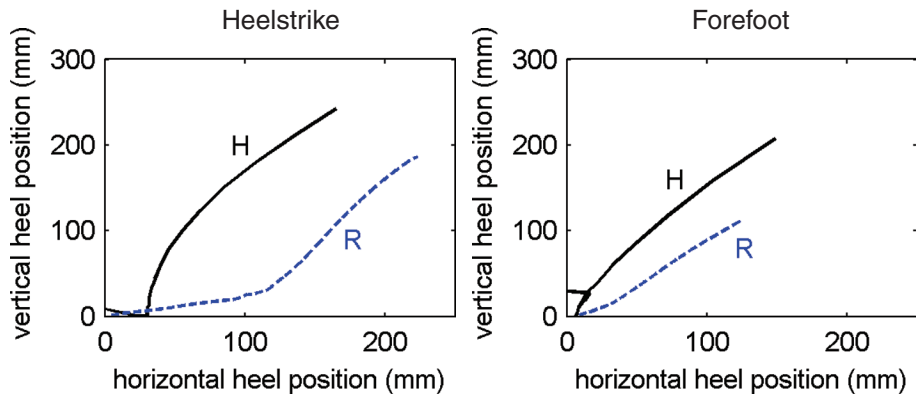 Heelstrike
vertical heel position (mm)
300
200
100
0
H
R
0 100 200
horizontal heel position (mm)
Forefoot
vertical heel position (mm)
300
200
100
0
H
R
0 100 200
horizontal heel position (mm)